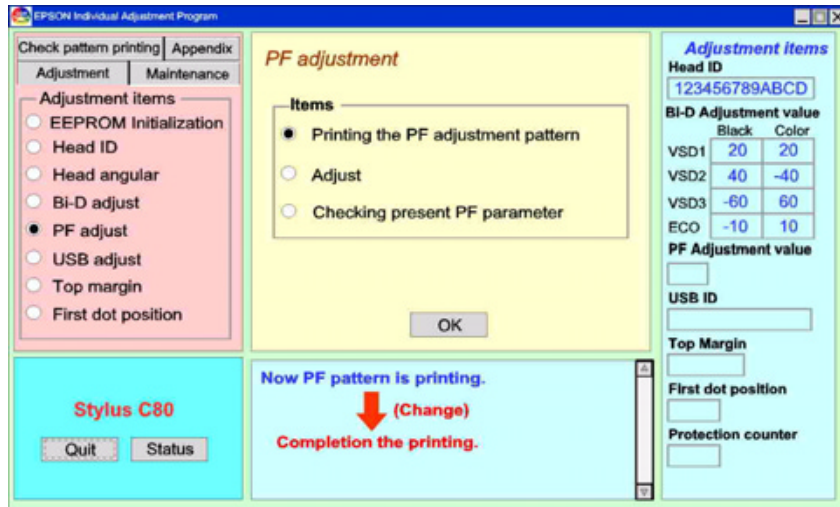 EPSON Individual Adjustment Program
Check pattern printing Appendix
Adjustment Maintenance
Adjustment items
EEPROM Initialization
Head ID
Head angular
Bi-D adjust
PF adjust
USB adjust
Top margin
First dot position
PF adjustment
Items
Printing the PF adjustment pattern
Adjust
Checking present PF parameter
OK
Stylus C80
Quit Status
Now PF pattern is printing.
(Change)
Completion the printing.
Adjustment items
Head ID
123456789ABCD
Bi-D Adjustment value
Black Color
VSD1 20 20
VSD2 40 -40
VSD3 -60 60
ECO -10 10
PF Adjustment value
USB ID
Top Margin
First dot position
Protection counter